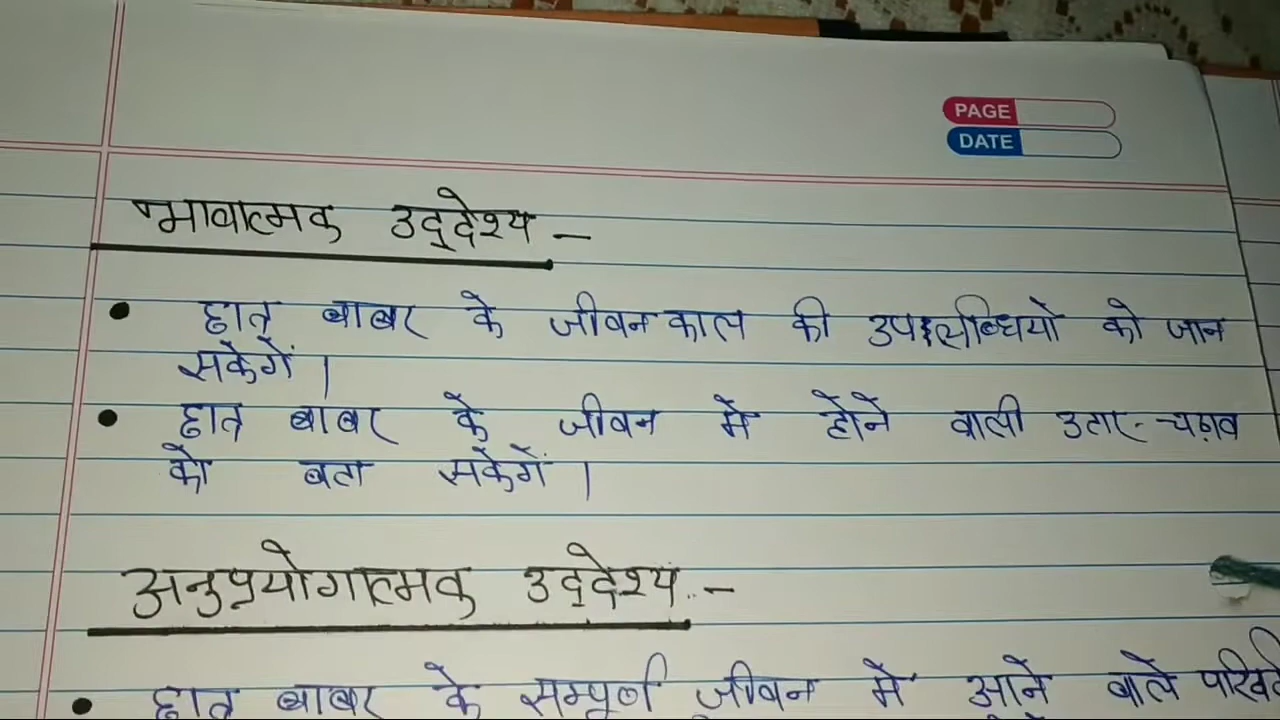 PAGE
DATE
भावात्मक उद्देश्य –
• छात्र बाबर के जीवनकाल की उपलब्धियों को जान
सकेगें ।
• छात्र बाबर के जीवन में होने वाली उतार-चढ़ाव
को बता सकेगें ।
अनुप्रयोगात्मक उद्देश्य –
• छात्र बाबर के सम्पूर्ण जीवन में आने वाले